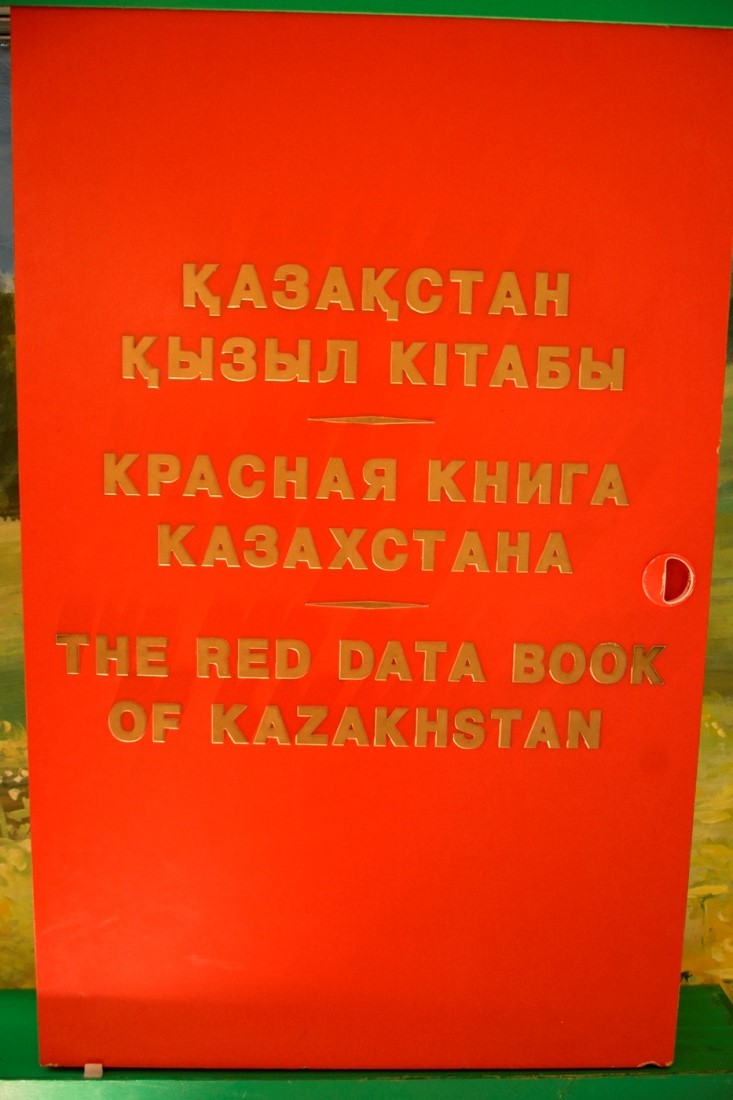 ҚАЗАҚСТАН
ҚЫЗЫЛ КІТАБЫ
КРАСНАЯ КНИГА
КАЗАХСТАНА
THE RED DATA BOOK
OF KAZAKHSTAN